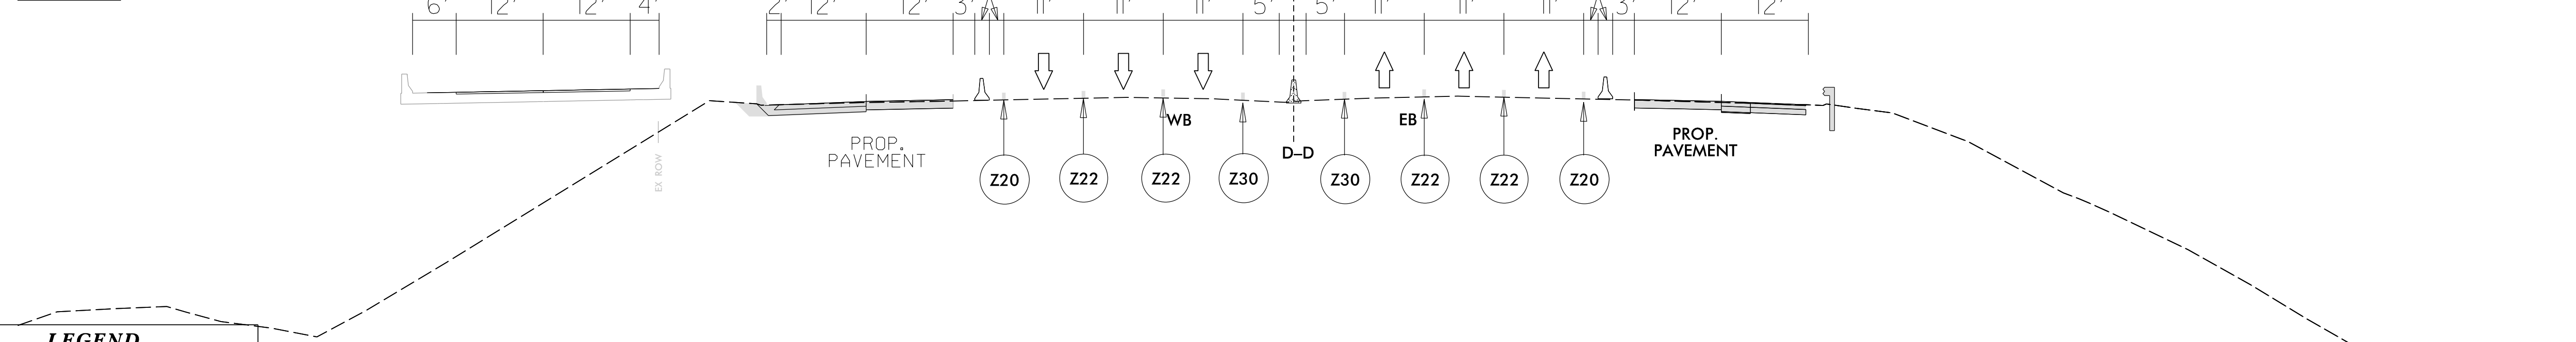 6' 12' 12' 4' 2' 12' 12' 3' 11' 11' 11' 5' 5' 11' 11' 11' 3' 12' 12'
WB EB
D–D
PROP.
PAVEMENT
PROP.
PAVEMENT
EX ROW
Z20 Z22 Z22 Z30 Z30 Z22 Z22 Z20
LEGEND